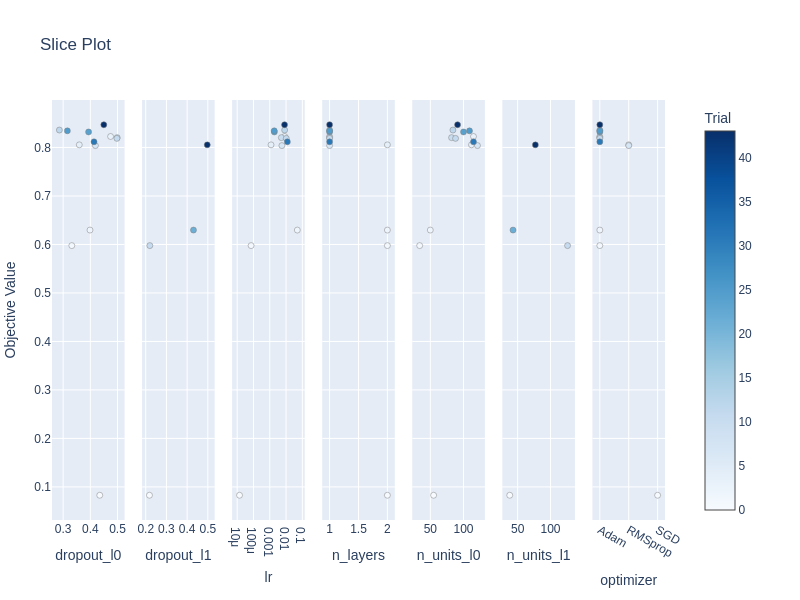 Slice Plot
Trial
Objective Value
0.8
0.7
0.6
0.5
0.4
0.3
0.2
0.1
0.3 0.4 0.5
dropout_l0
0.2 0.3 0.4 0.5
dropout_l1
10μ 100μ 0.001 0.01 0.1
lr
1 1.5 2
n_layers
50 100
n_units_l0
50 100
n_units_l1
Adam RMSprop SGD
optimizer
40
35
30
25
20
15
10
5
0